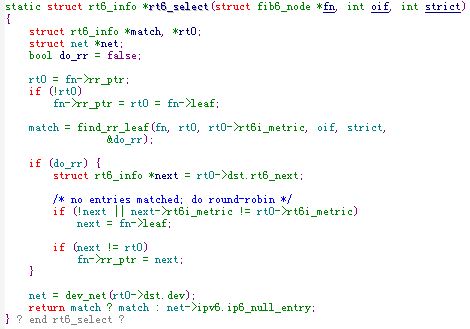 static struct rt6_info *rt6_select(struct fib6_node *fn, int oif, int strict)
{
struct rt6_info *match, *rt0;
struct net *net;
bool do_rr = false;
rt0 = fn->rr_ptr;
if (!rt0)
fn->rr_ptr = rt0 = fn->leaf;
match = find_rr_leaf(fn, rt0, rt0->rt6i_metric, oif, strict,
&do_rr);
if (do_rr) {
struct rt6_info *next = rt0->dst.rt6_next;
/* no entries matched; do round-robin */
if (!next || next->rt6i_metric != rt0->rt6i_metric)
next = fn->leaf;
if (next != rt0)
fn->rr_ptr = next;
}
net = dev_net(rt0->dst.dev);
return match ? match : net->ipv6.ip6_null_entry;
} ? end rt6_select ?